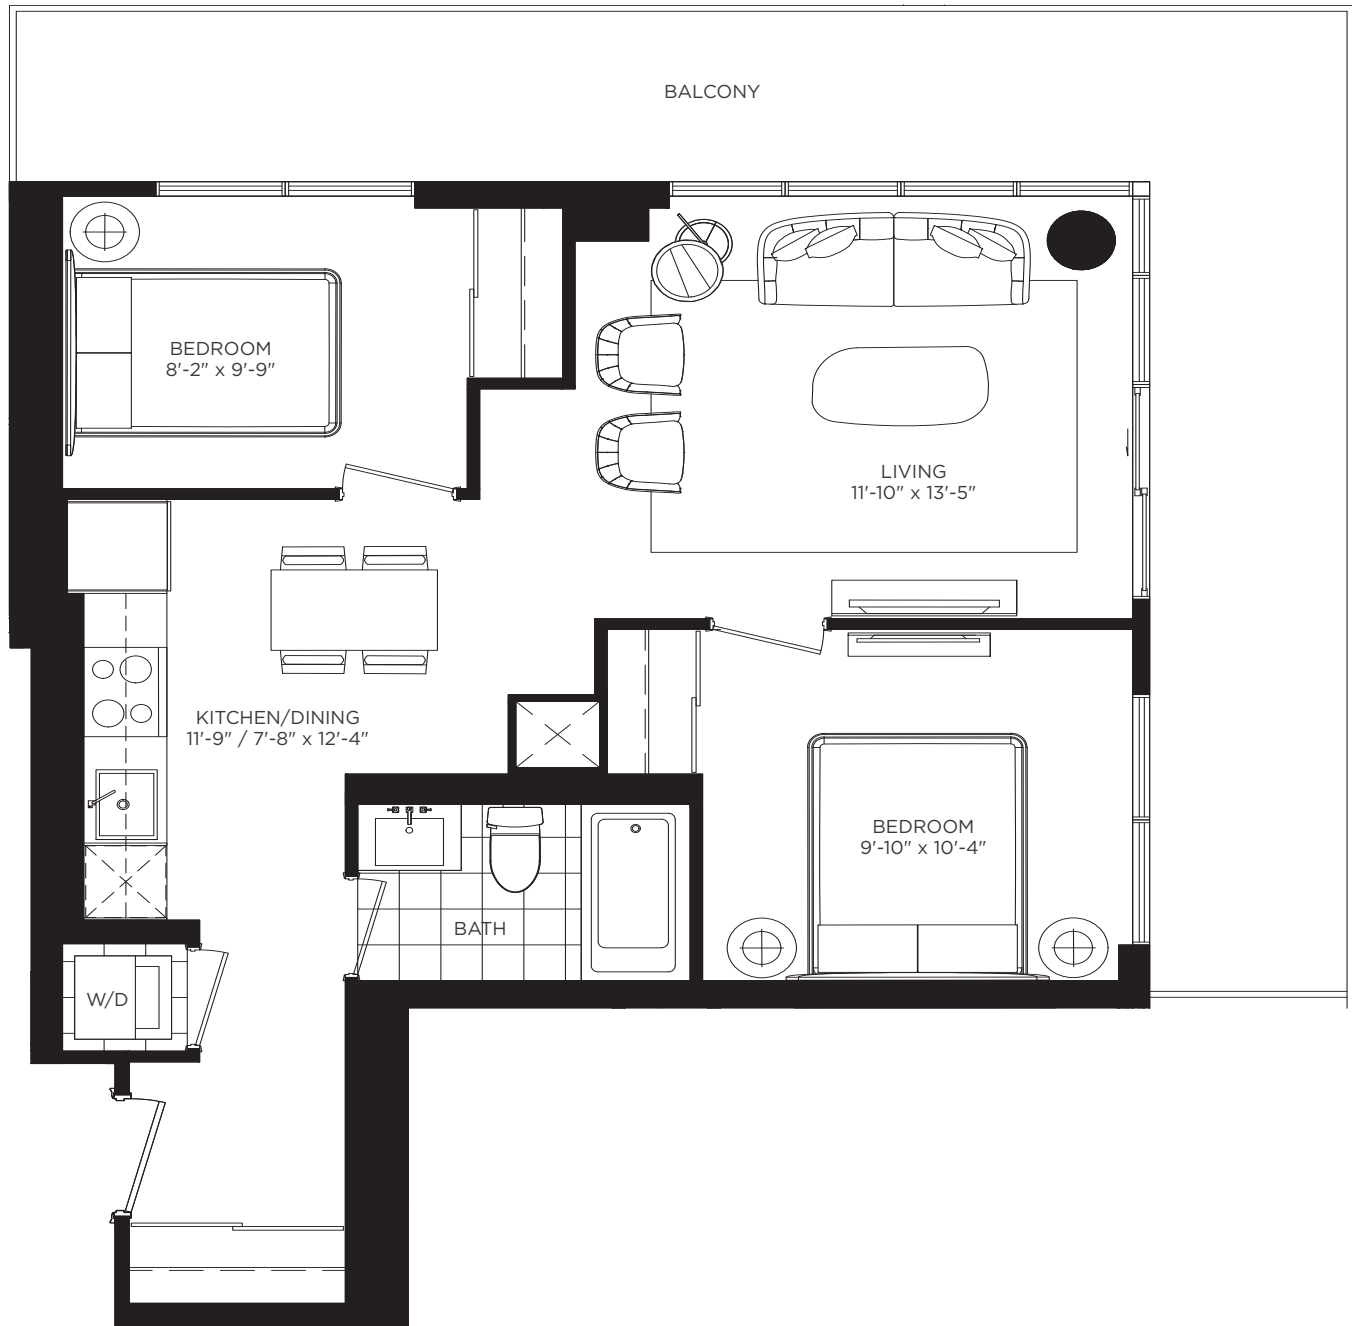 BALCONY
BEDROOM
8'-2" x 9'-9"
LIVING
11'-10" x 13'-5"
KITCHEN/DINING
11'-9" / 7'-8" x 12'-4"
BEDROOM
9'-10" x 10'-4"
BATH
W/D